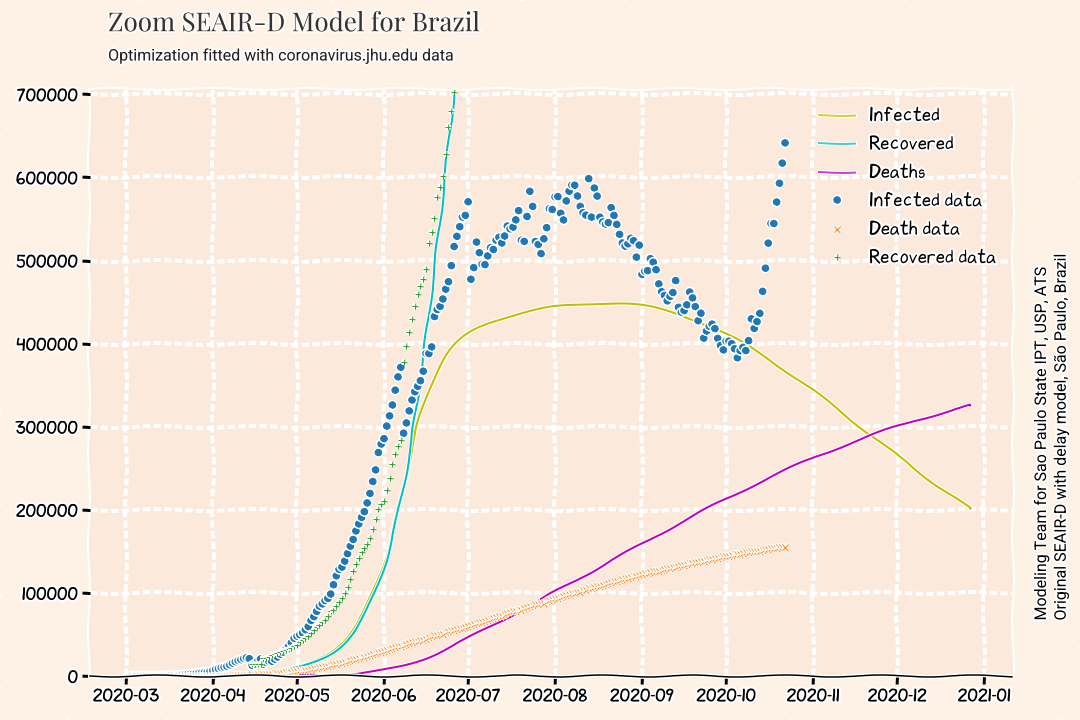 Zoom SEAIR-D Model for Brazil
Optimization fitted with coronavirus.jhu.edu data
700000
600000
500000
400000
300000
200000
100000
0
2020-03
2020-04
2020-05
2020-06
2020-07
2020-08
2020-09
2020-10
2020-11
2020-12
2021-01
Infected
Recovered
Deaths
Infected data
Death data
Recovered data
Modeling Team for Sao Paulo State IPT, USP, ATS
Original SEAIR-D with delay model, São Paulo, Brazil